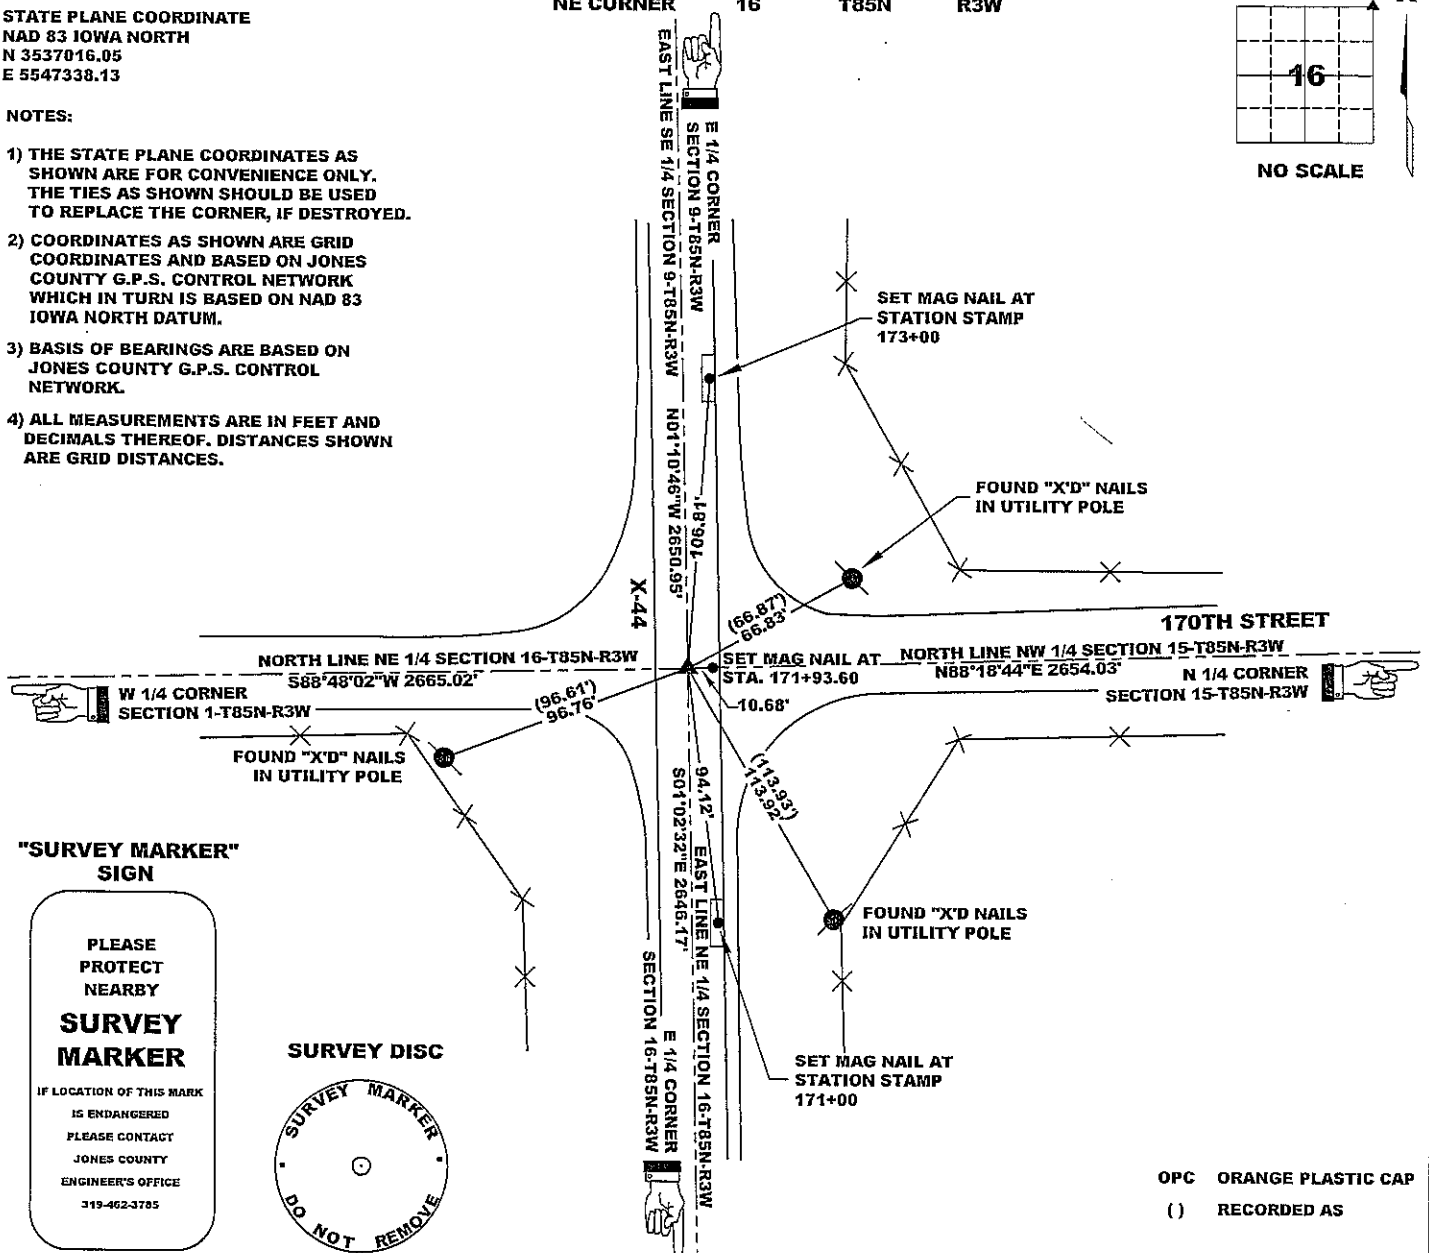 NE CORNER 16 T85N R3W
STATE PLANE COORDINATE
NAD 83 IOWA NORTH
N 3537016.05
E 5547338.13
NOTES:
1) THE STATE PLANE COORDINATES AS
SHOWN ARE FOR CONVENIENCE ONLY.
THE TIES AS SHOWN SHOULD BE USED
TO REPLACE THE CORNER, IF DESTROYED.
2) COORDINATES AS SHOWN ARE GRID
COORDINATES AND BASED ON JONES
COUNTY G.P.S. CONTROL NETWORK
WHICH IN TURN IS BASED ON NAD 83
IOWA NORTH DATUM.
3) BASIS OF BEARINGS ARE BASED ON
JONES COUNTY G.P.S. CONTROL
NETWORK.
4) ALL MEASUREMENTS ARE IN FEET AND
DECIMALS THEREOF. DISTANCES SHOWN
ARE GRID DISTANCES.
16
NO SCALE
E 1/4 CORNER
SECTION 9-T85N-R3W
EAST LINE SE 1/4 SECTION 9-T85N-R3W
N01°10'46"W 2650.95'
106.81'
SET MAG NAIL AT
STATION STAMP
173+00
FOUND "X'D" NAILS
IN UTILITY POLE
X-44
(66.87')
66.83'
170TH STREET
NORTH LINE NE 1/4 SECTION 16-T85N-R3W
S88°48'02"W 2665.02'
SET MAG NAIL AT
STA. 171+93.60
NORTH LINE NW 1/4 SECTION 15-T85N-R3W
N88°18'44"E 2654.03'
W 1/4 CORNER
SECTION 1-T85N-R3W
N 1/4 CORNER
SECTION 15-T85N-R3W
(96.61')
96.76'
10.68'
FOUND "X'D" NAILS
IN UTILITY POLE
(113.93')
113.92'
94.12'
S01°02'32"E 2646.17'
EAST LINE NE 1/4 SECTION 16-T85N-R3W
FOUND "X'D NAILS
IN UTILITY POLE
E 1/4 CORNER
SECTION 16-T85N-R3W
SET MAG NAIL AT
STATION STAMP
171+00
"SURVEY MARKER"
SIGN
PLEASE
PROTECT
NEARBY
SURVEY
MARKER
IF LOCATION OF THIS MARK
IS ENDANGERED
PLEASE CONTACT
JONES COUNTY
ENGINEER'S OFFICE
319-462-3785
SURVEY DISC
SURVEY MARKER
DO NOT REMOVE
OPC ORANGE PLASTIC CAP
( ) RECORDED AS